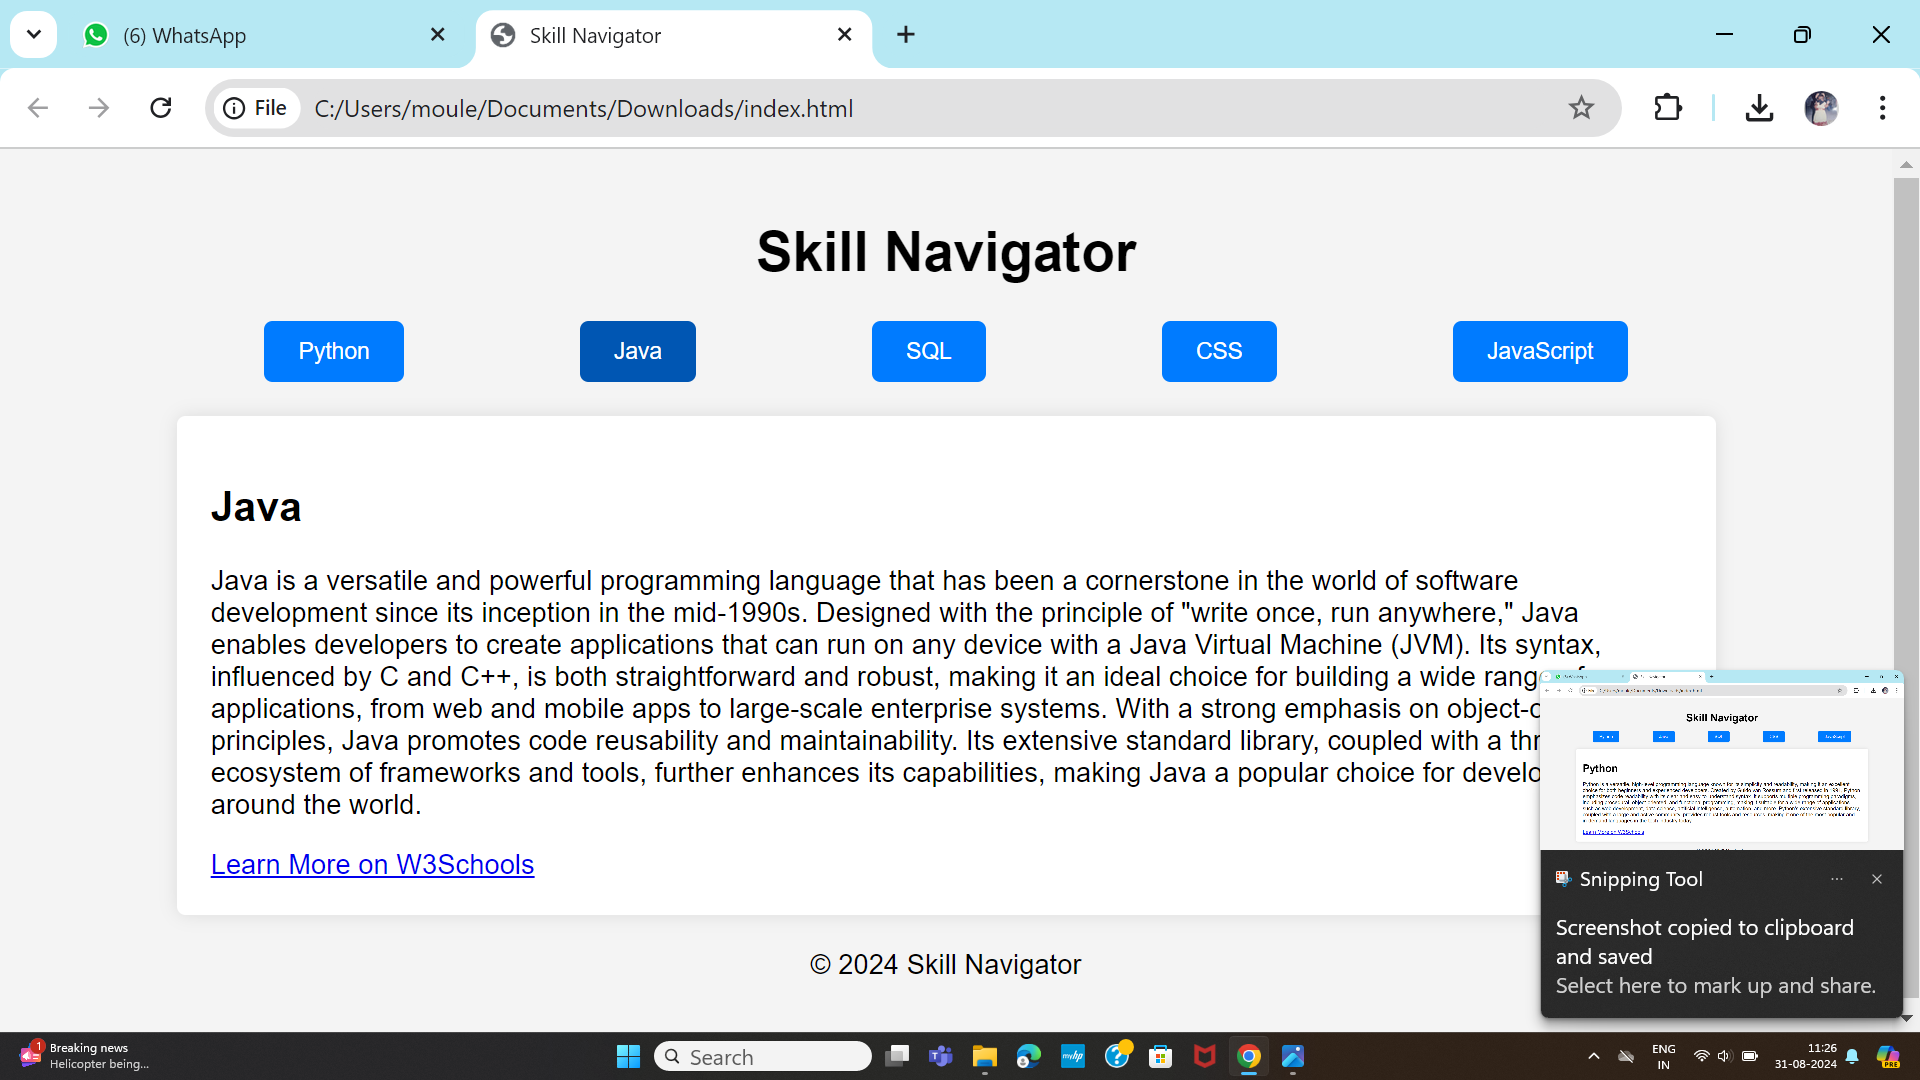 (6) WhatsApp
Skill Navigator
File
C:/Users/moule/Documents/Downloads/index.html
Skill Navigator
Python
Java
SQL
CSS
JavaScript
Java
Java is a versatile and powerful programming language that has been a cornerstone in the world of software
development since its inception in the mid-1990s. Designed with the principle of "write once, run anywhere," Java
enables developers to create applications that can run on any device with a Java Virtual Machine (JVM). Its syntax,
influenced by C and C++, is both straightforward and robust, making it an ideal choice for building a wide
applications, from web and mobile apps to large-scale enterprise systems. With a strong emphasis on
principles, Java promotes code reusability and maintainability. Its extensive standard library, coupled with a
ecosystem of frameworks and tools, further enhances its capabilities, making Java a popular choice for
around the world.
Learn More on W3Schools
© 2024 Skill Navigator
Skill Navigator
Python
Learn More on W3Schools
Snipping Tool
Screenshot copied to clipboard
and saved
Select here to mark up and share.
1
Breaking news
Helicopter being...
Search
myhp
ENG
IN
11:26
31-08-2024
PRE